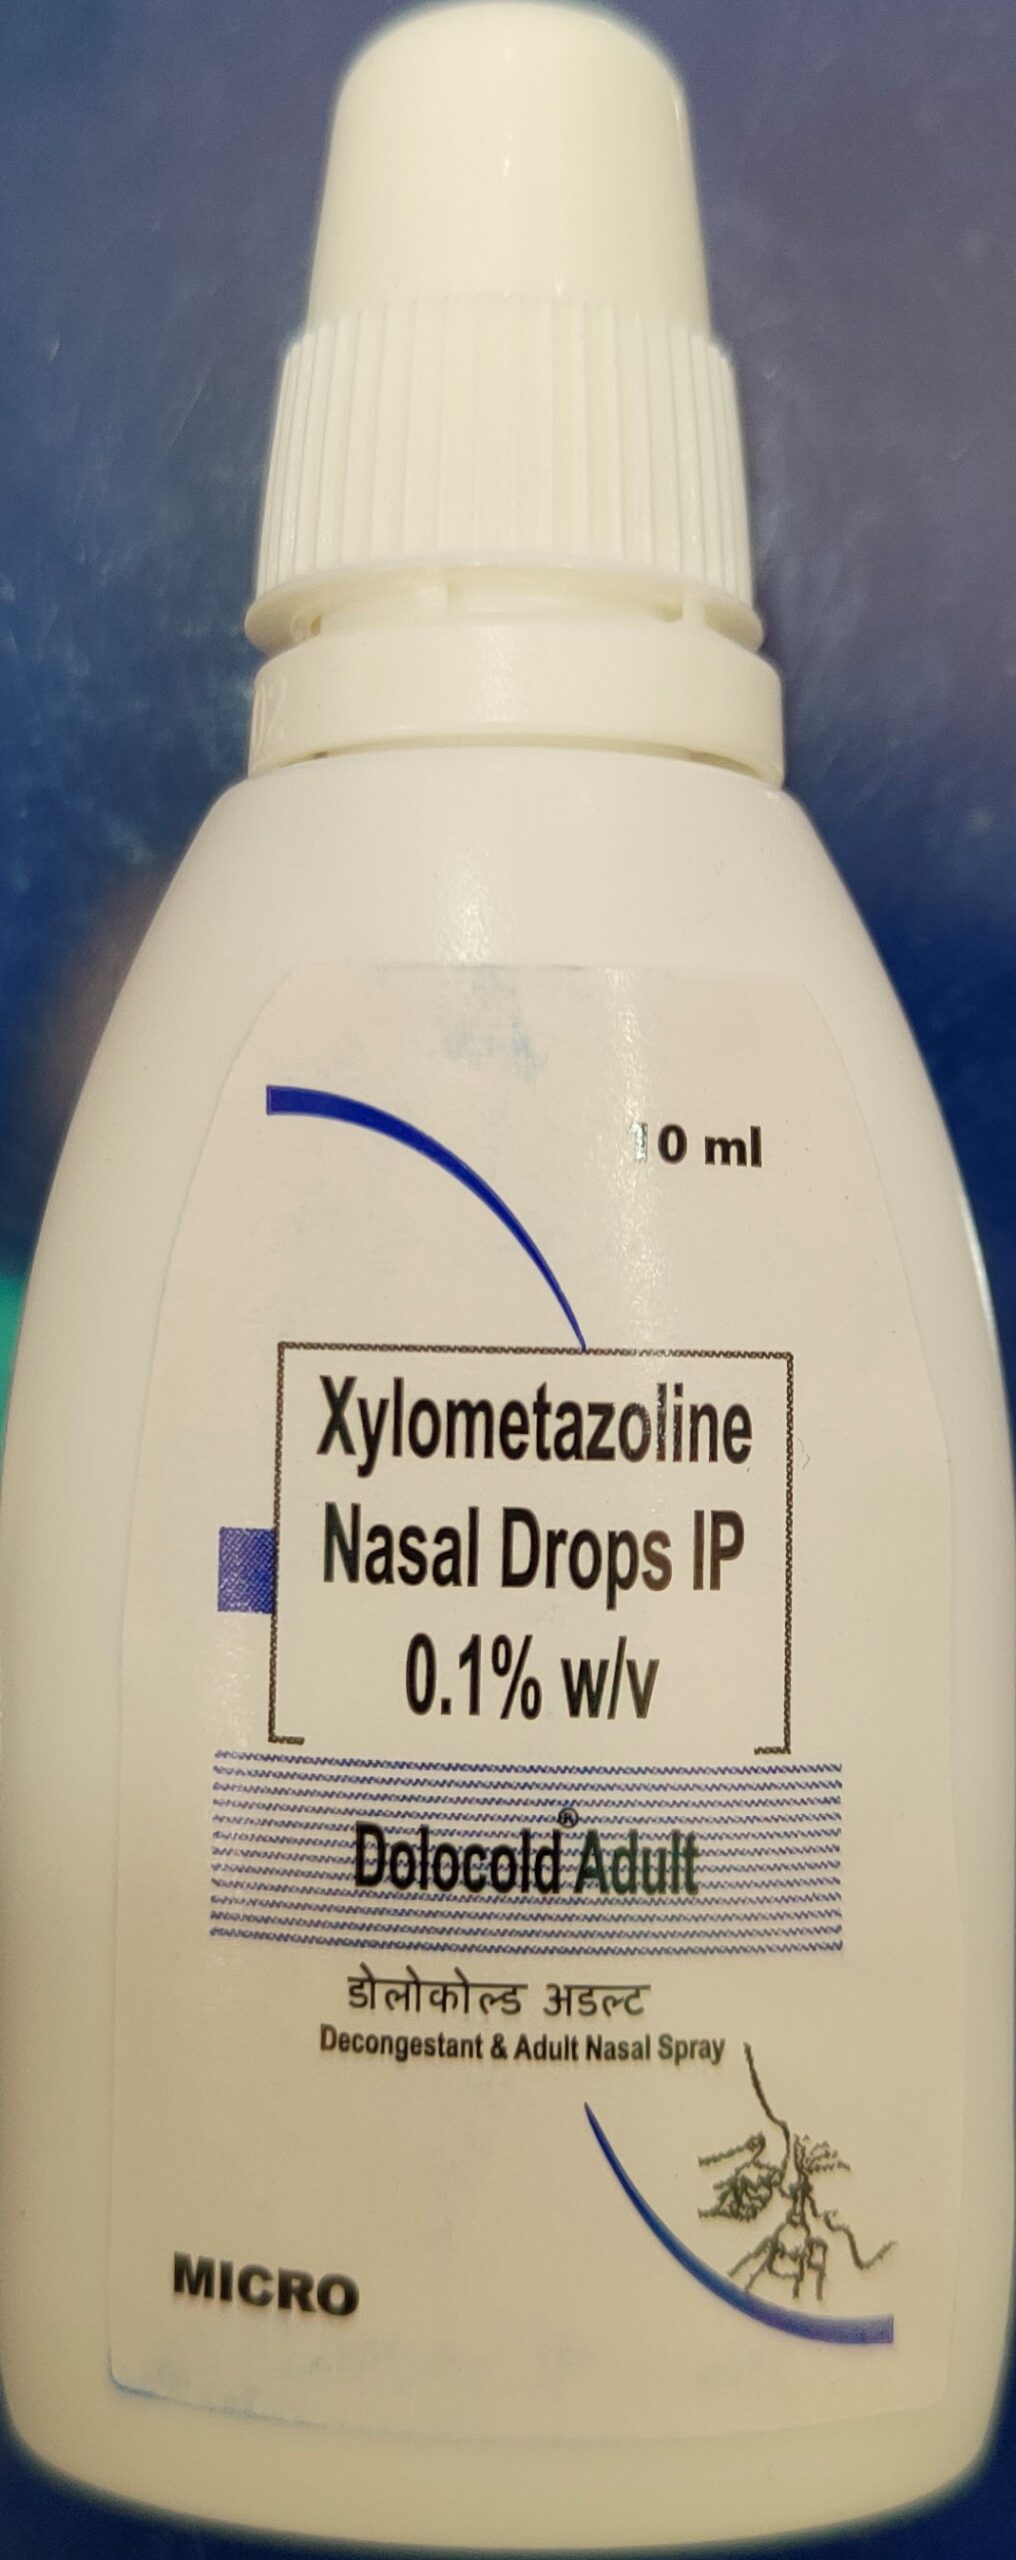 10 ml
Xylometazoline
Nasal Drops IP
0.1% w/v
Dolocold® Adult
डोलोकोल्ड अडल्ट
Decongestant & Adult Nasal Spray
MICRO